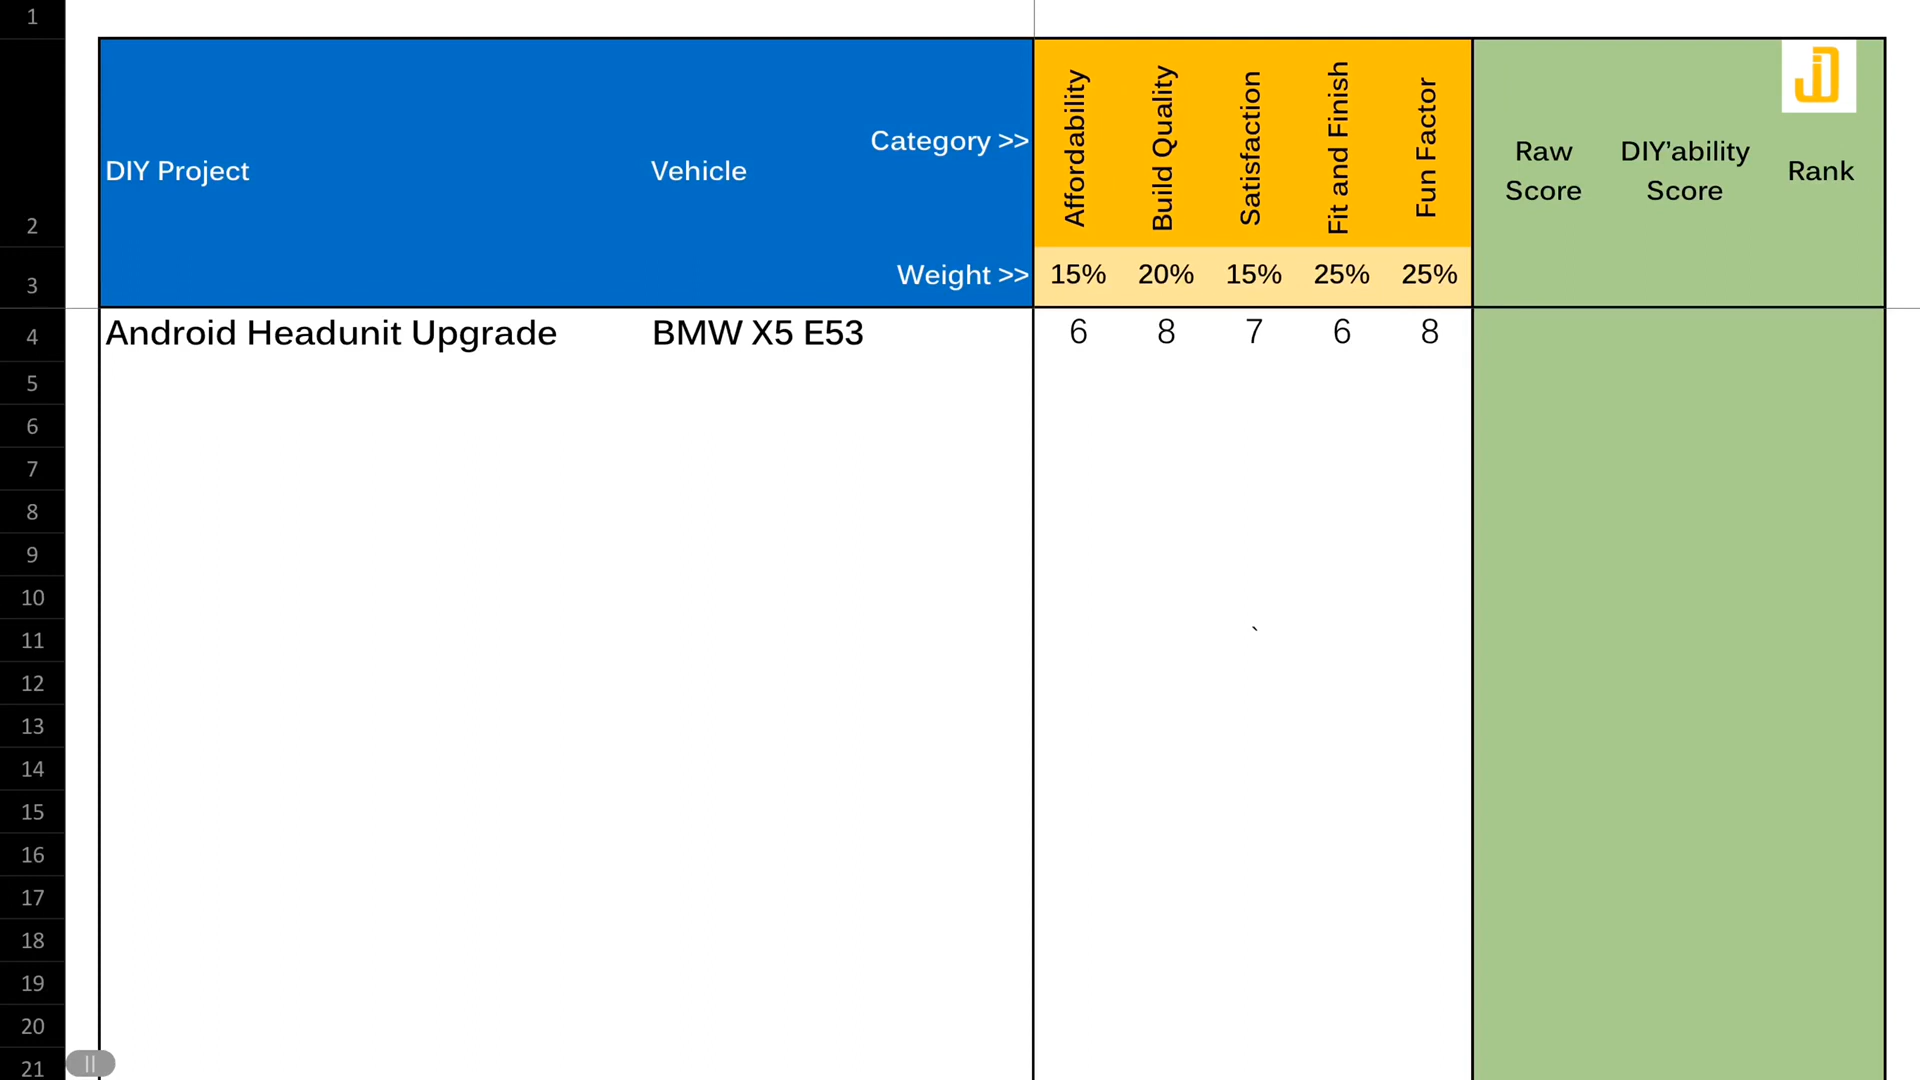 1
DIY Project
Vehicle
Category >>
Affordability
Build Quality
Satisfaction
Fit and Finish
Fun Factor
Raw
Score
DIY’ability
Score
Rank
JD
2
3
Weight >> 15% 20% 15% 25% 25%
4 Android Headunit Upgrade BMW X5 E53 6 8 7 6 8
5
6
7
8
9
10
11 `
12
13
14
15
16
17
18
19
20
21